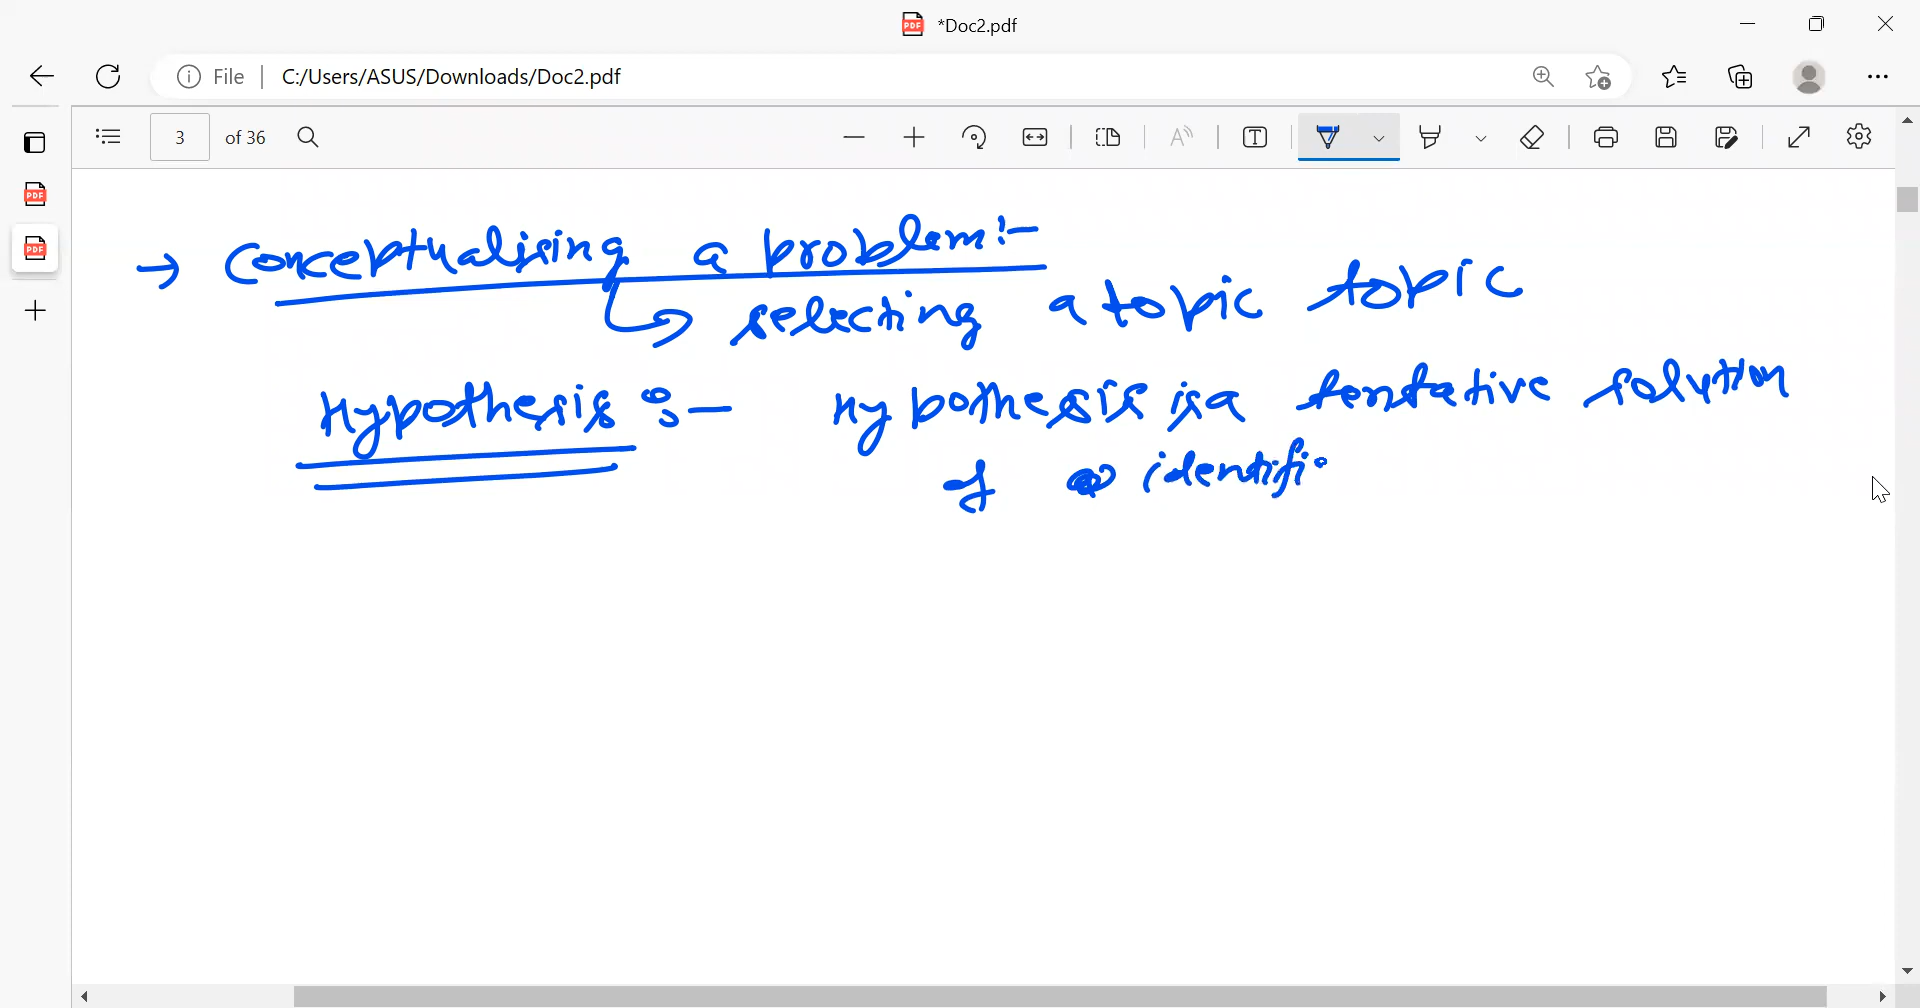 *Doc2.pdf
File C:/Users/ASUS/Downloads/Doc2.pdf
3 of 36
→ Conceptualising a problem:-
selecting a topic topic
Hypothesis :- Hypothesis is a tentative solution
of a identifi